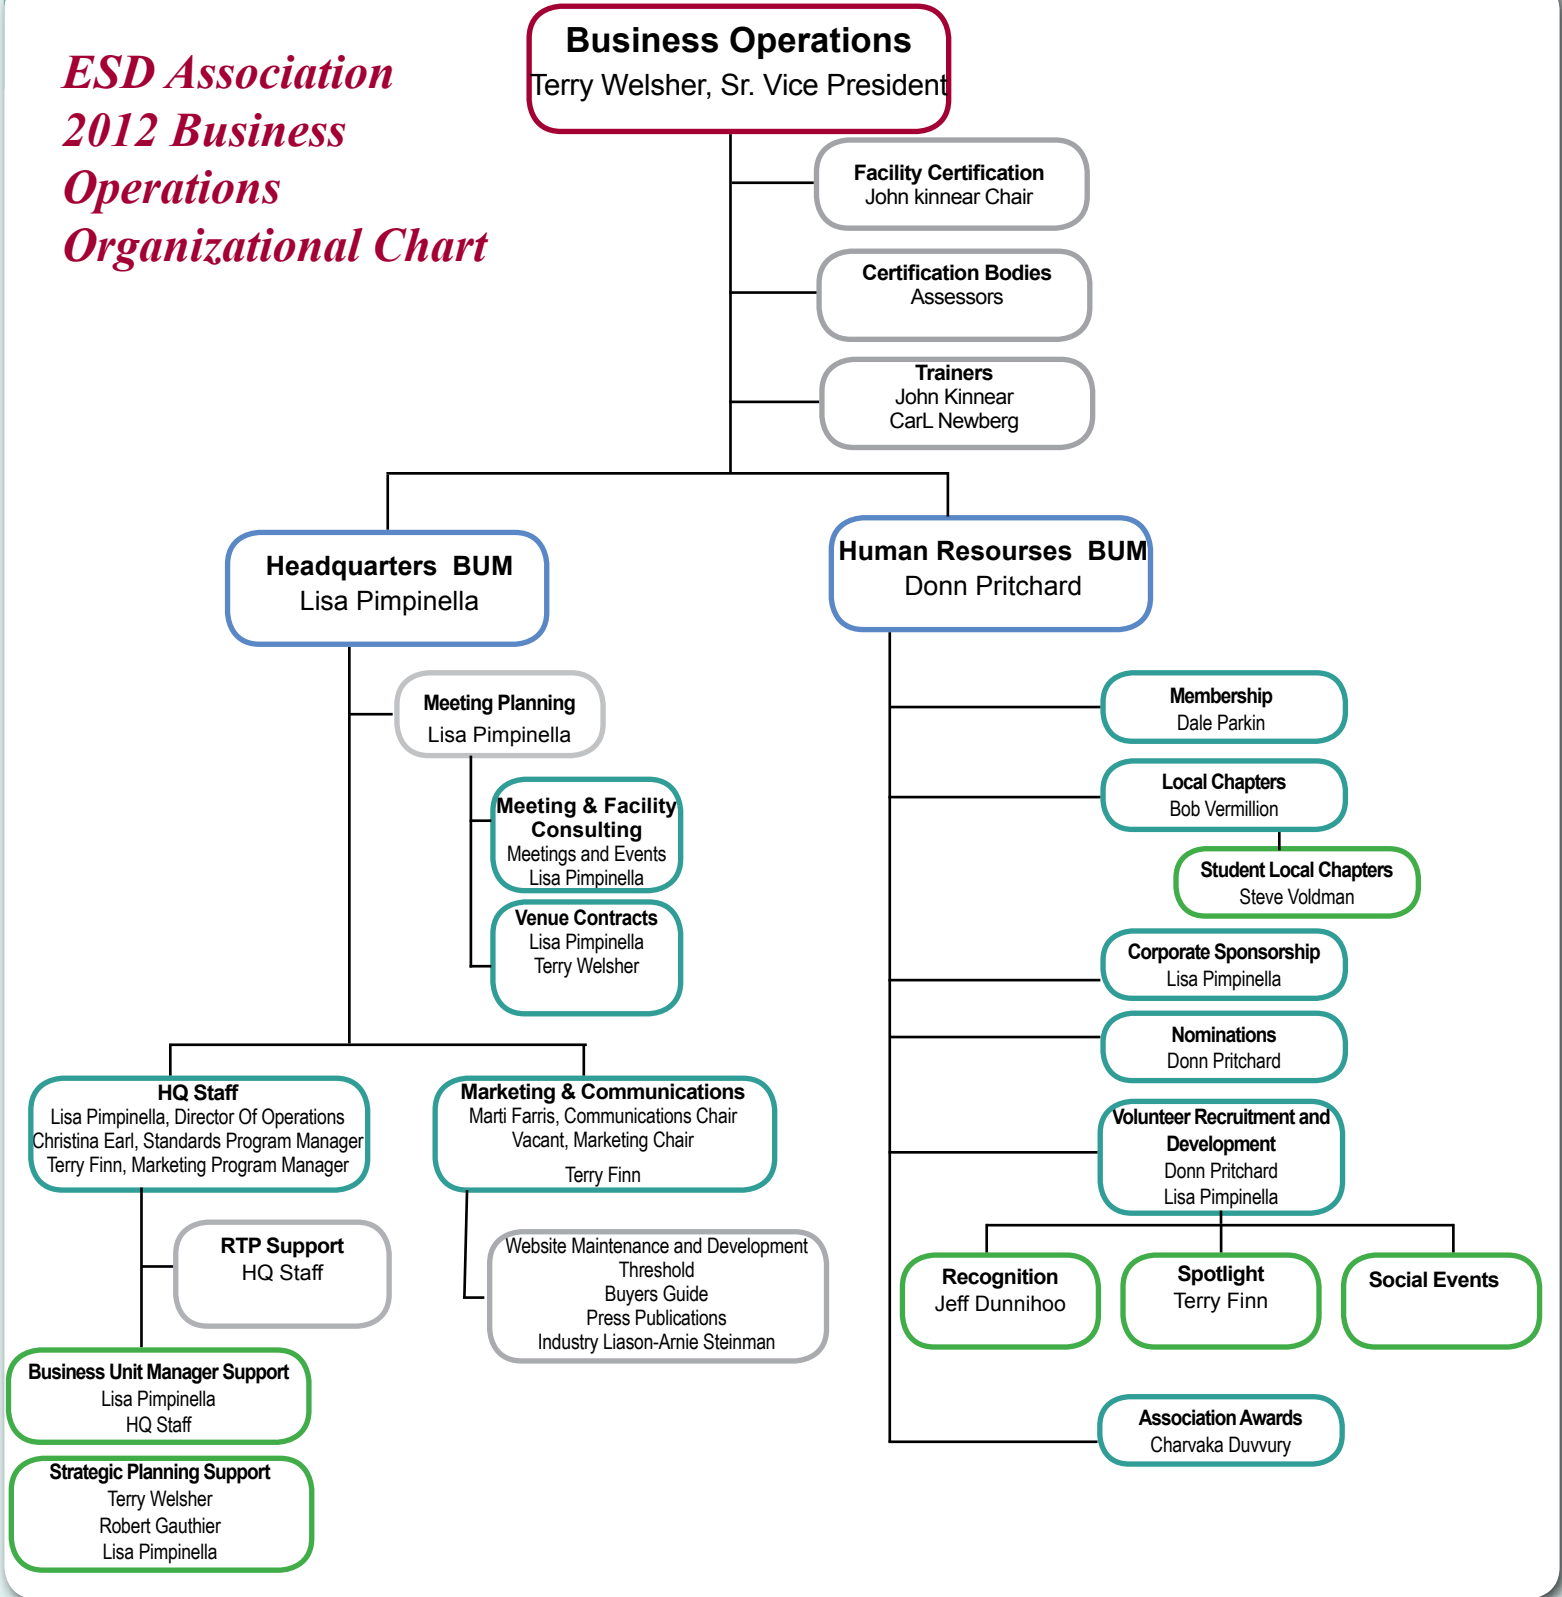 ESD Association
2012 Business
Operations
Organizational Chart
Business Operations
Terry Welsher, Sr. Vice President
Facility Certification
John kinnear Chair
Certification Bodies
Assessors
Trainers
John Kinnear
CarL Newberg
Headquarters  BUM
Lisa Pimpinella
Human Resourses  BUM
Donn Pritchard
Meeting Planning
Lisa Pimpinella
Meeting & Facility
Consulting
Meetings and Events
Lisa Pimpinella
Venue Contracts
Lisa Pimpinella
Terry Welsher
HQ Staff
Lisa Pimpinella, Director Of Operations
Christina Earl, Standards Program Manager
Terry Finn, Marketing Program Manager
Marketing & Communications
Marti Farris, Communications Chair
Vacant, Marketing Chair
Terry Finn
RTP Support
HQ Staff
Website Maintenance and Development
Threshold
Buyers Guide
Press Publications
Industry Liason-Arnie Steinman
Business Unit Manager Support
Lisa Pimpinella
HQ Staff
Strategic Planning Support
Terry Welsher
Robert Gauthier
Lisa Pimpinella
Membership
Dale Parkin
Local Chapters
Bob Vermillion
Student Local Chapters
Steve Voldman
Corporate Sponsorship
Lisa Pimpinella
Nominations
Donn Pritchard
Volunteer Recruitment and
Development
Donn Pritchard
Lisa Pimpinella
Recognition
Jeff Dunnihoo
Spotlight
Terry Finn
Social Events
Association Awards
Charvaka Duvvury